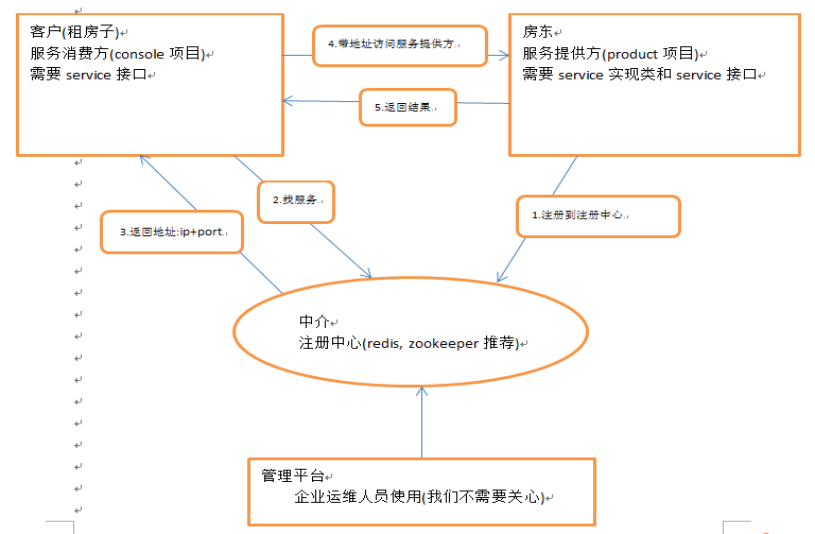 客户(租房子)
服务消费方(console 项目)
需要 service 接口
4.带地址访问服务提供方.
房东
服务提供方(product 项目)
需要 service 实现类和 service 接口
5.返回结果.
2.找服务.
3.返回地址:ip+port.
1.注册到注册中心.
中介
注册中心(redis, zookeeper 推荐)
管理平台
企业运维人员使用(我们不需要关心)